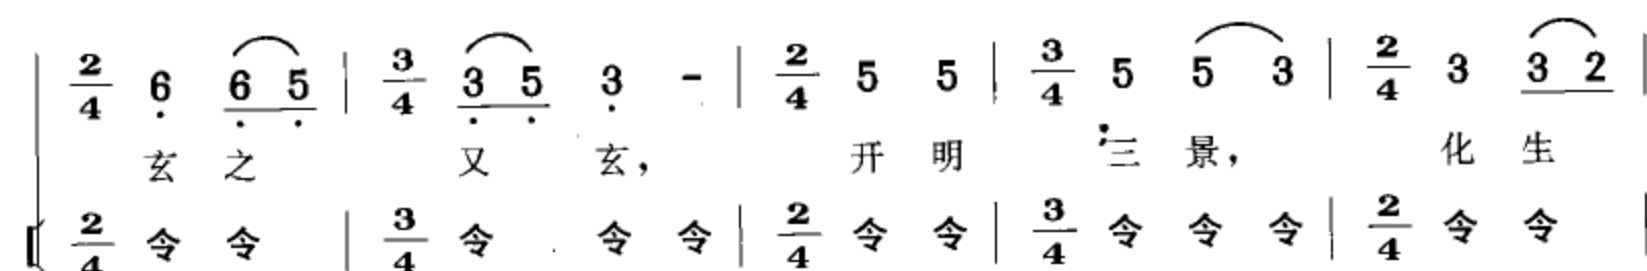 2/4 6 6 5 | 3/4 3 5 3 - | 2/4 5 5 | 3/4 5 5 3 | 2/4 3 3 2 |
玄 之 又 玄, 开 明 三 景, 化 生
2/4 令 令 | 3/4 令 令 令 | 2/4 令 令 | 3/4 令 令 令 | 2/4 令 令